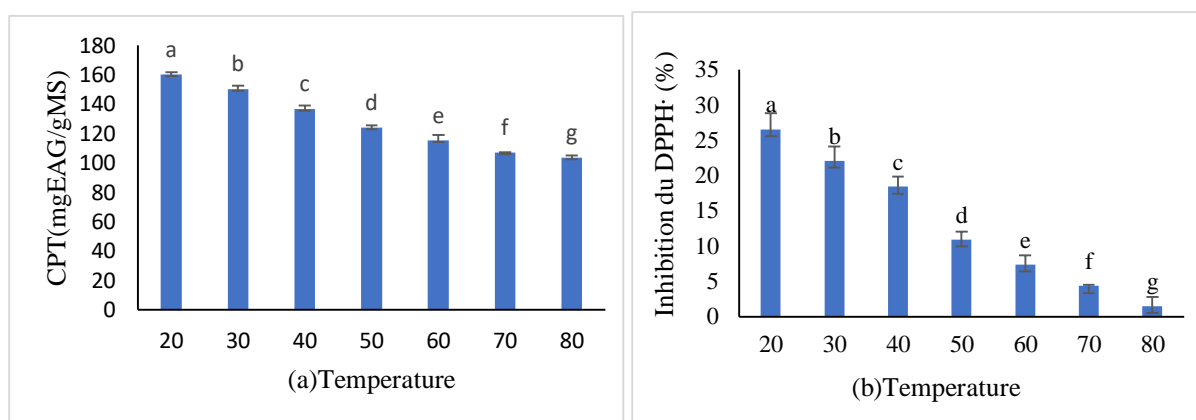 CPT(mgEAG/gMS)
180
160
140
120
100
80
60
40
20
0
a
b
c
d
e
f
g
20 30 40 50 60 70 80
(a)Temperature
Inhibition du DPPH· (%)
35
30
25
20
15
10
5
0
a
b
c
d
e
f
g
20 30 40 50 60 70 80
(b)Temperature